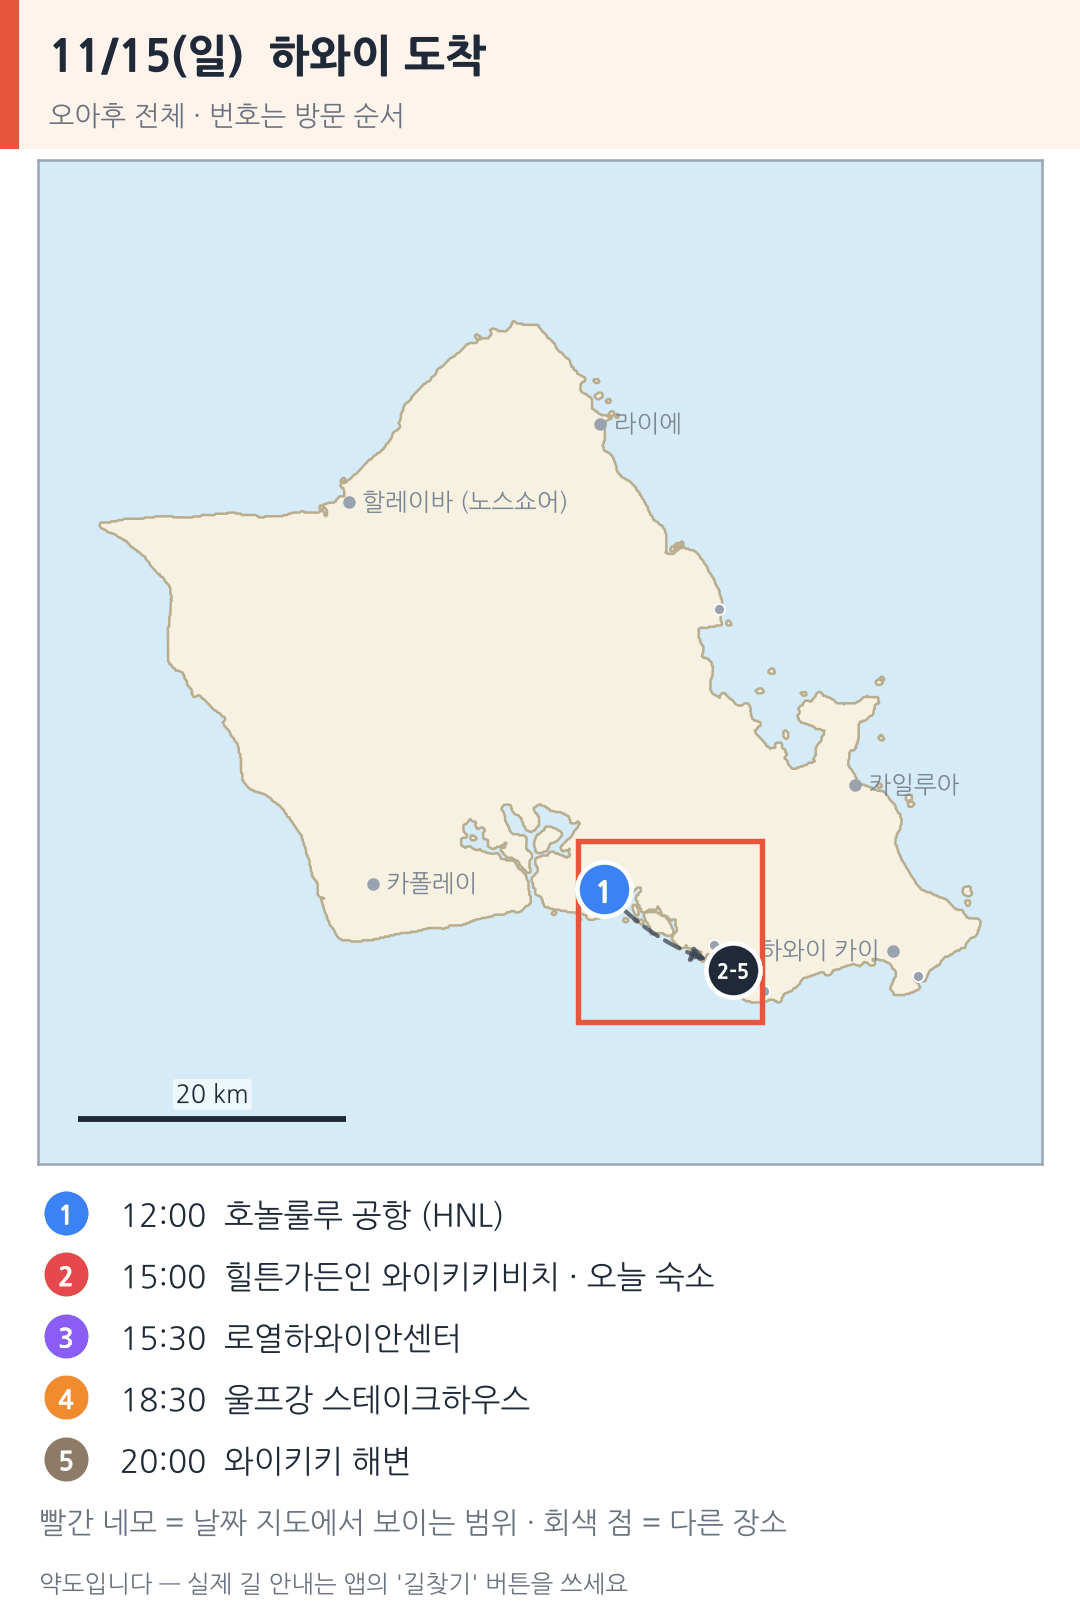 11/15(일) 하와이 도착
오아후 전체 · 번호는 방문 순서
라이에
할레이바 (노스쇼어)
카일루아
카폴레이
1
하와이 카이
2-5
20 km
1 12:00 호놀룰루 공항 (HNL)
2 15:00 힐튼가든인 와이키키비치 · 오늘 숙소
3 15:30 로열하와이안센터
4 18:30 울프강 스테이크하우스
5 20:00 와이키키 해변
빨간 네모 = 날짜 지도에서 보이는 범위 · 회색 점 = 다른 장소
약도입니다 — 실제 길 안내는 앱의 '길찾기' 버튼을 쓰세요